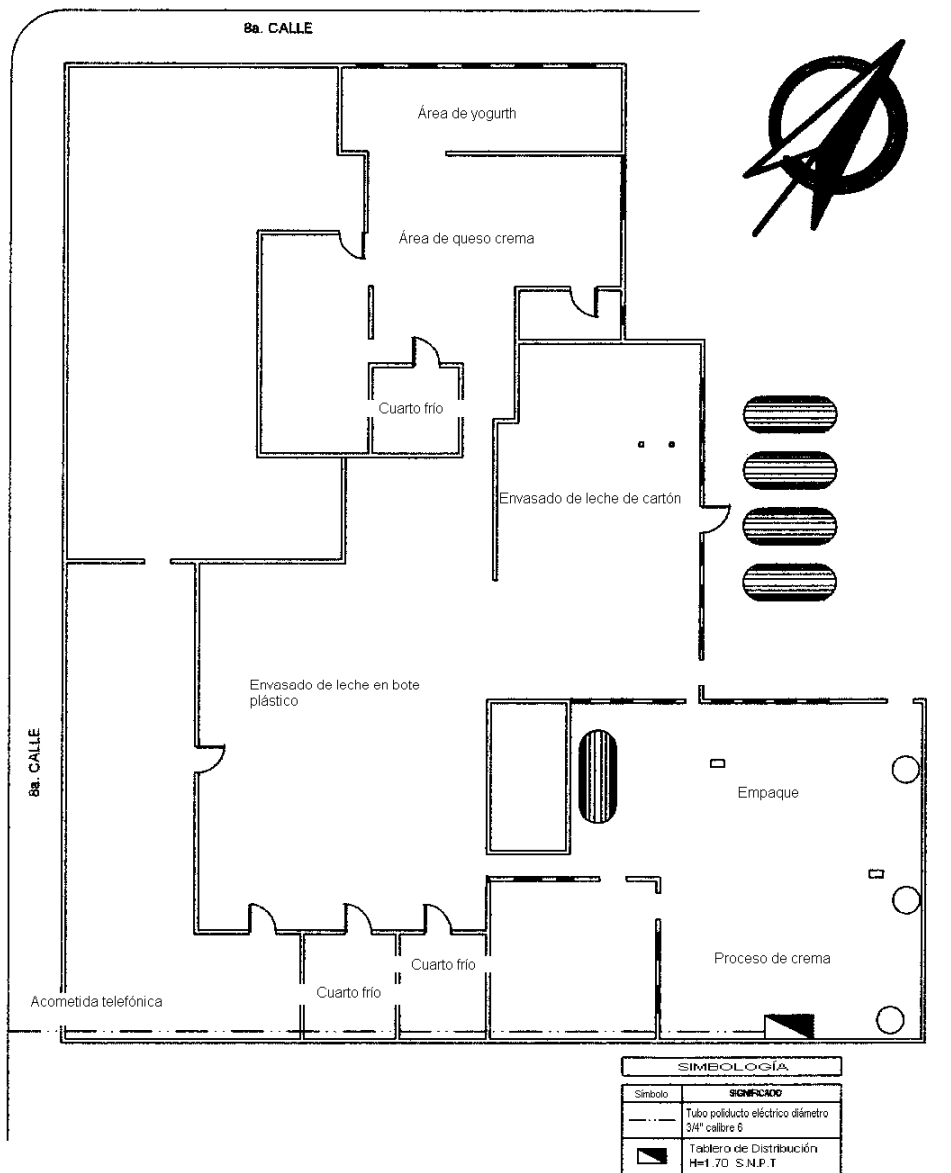 8a. CALLE
Área de yogurth
Área de queso crema
Cuarto frío
Envasado de leche de cartón
Envasado de leche en bote
plástico
8a. CALLE
Empaque
Proceso de crema
Cuarto frío
Cuarto frío
Acometida telefónica
SIMBOLOGÍA
Símbolo SIGNIFICADO
Tubo poliducto eléctrico diámetro
3/4" calibre 6
Tablero de Distribución
H=1.70 S.N.P.T